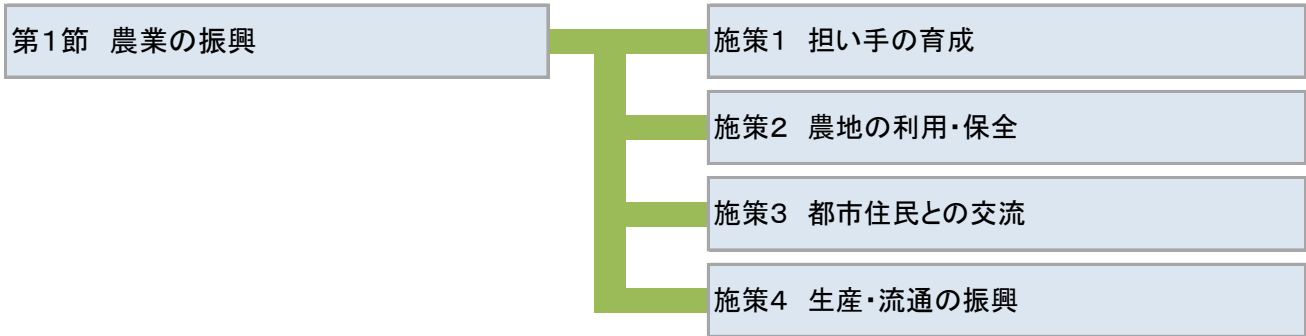 第1節　農業の振興
施策1　担い手の育成
施策2　農地の利用・保全
施策3　都市住民との交流
施策4　生産・流通の振興